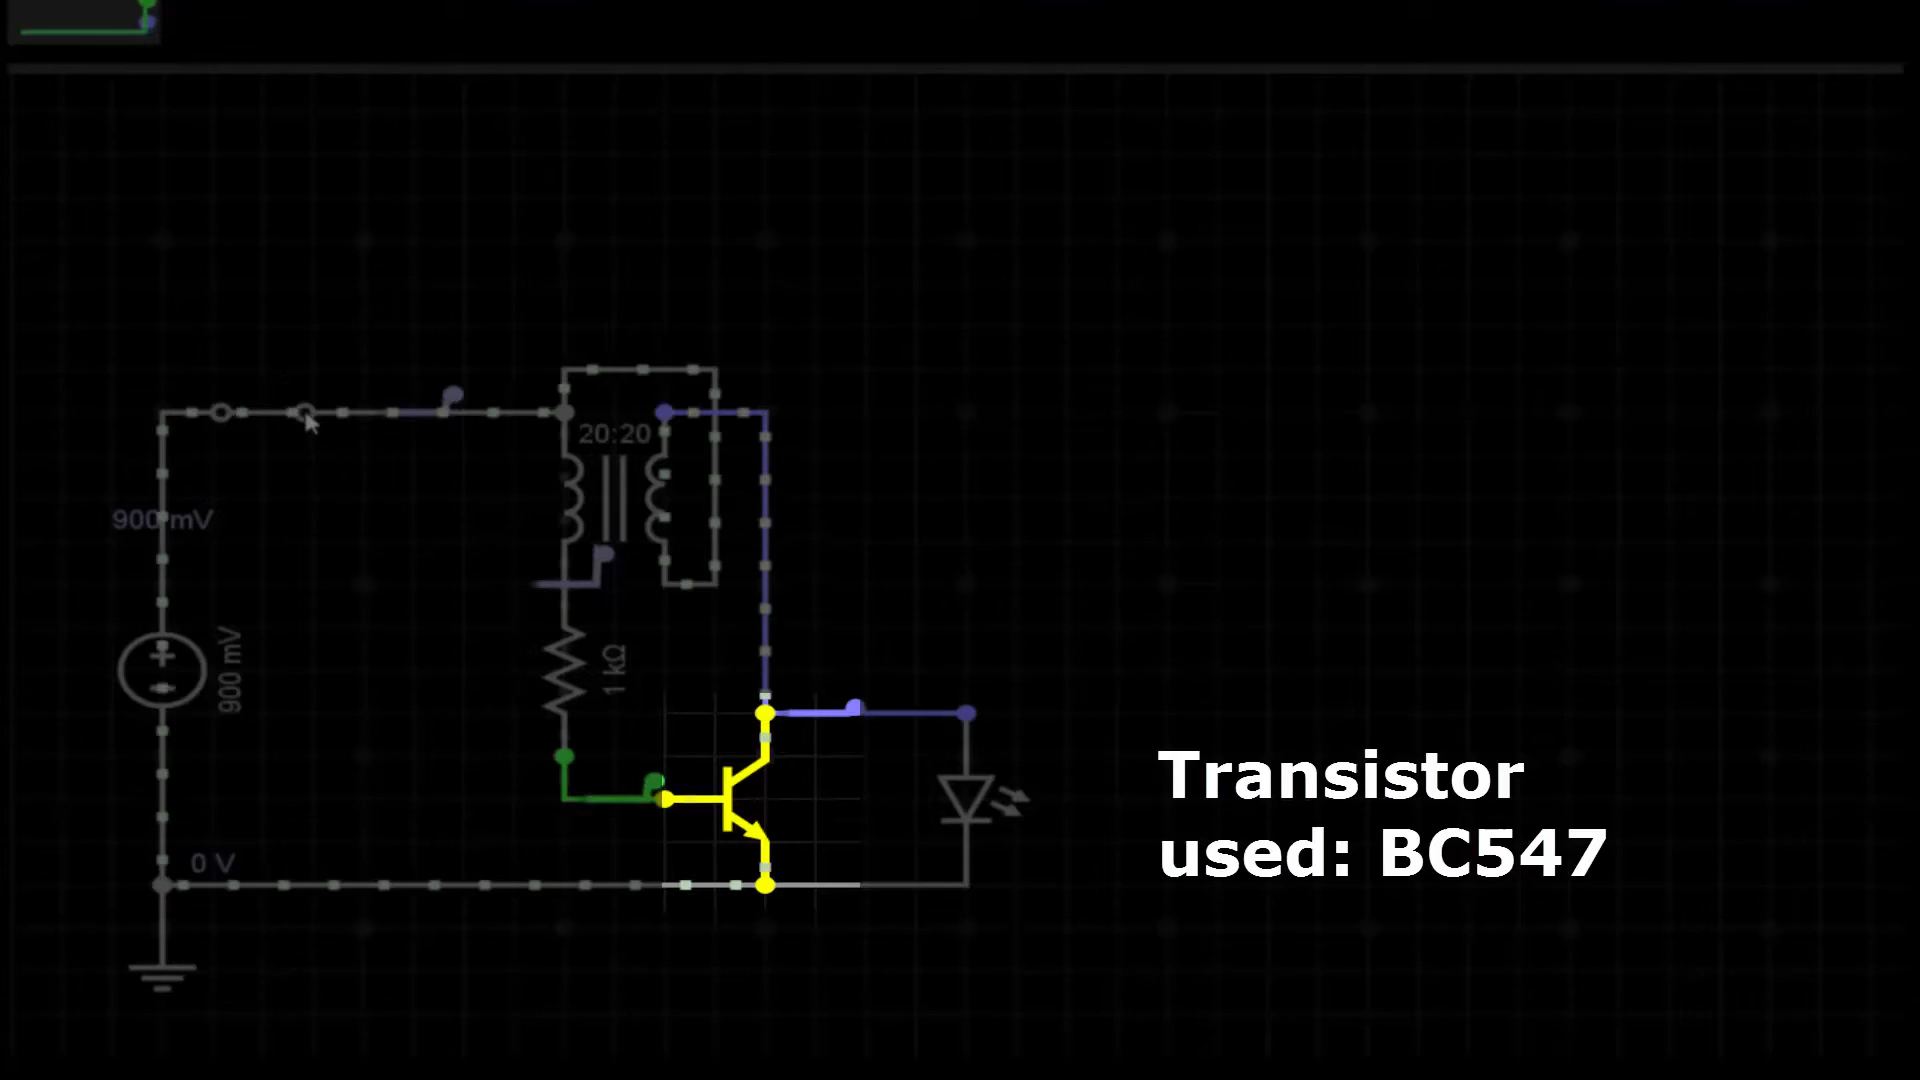 20:20
900 mV
900 mV
1 kΩ
Transistor
used: BC547
0 V